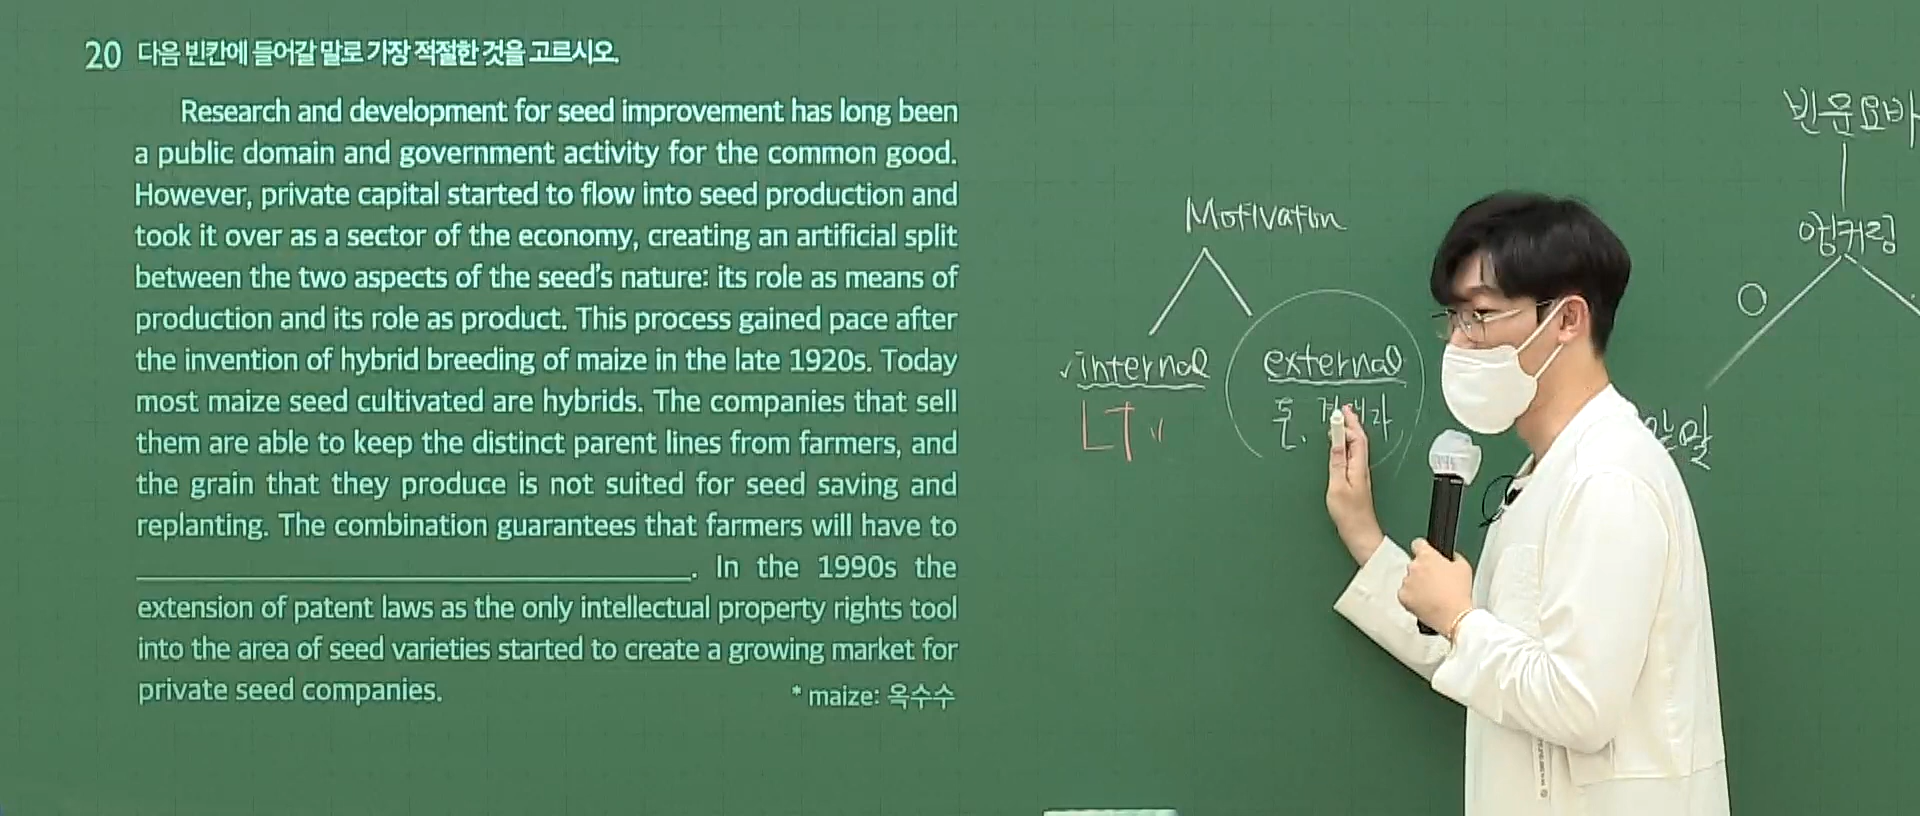 20 다음 빈칸에 들어갈 말로 가장 적절한 것을 고르시오.
Research and development for seed improvement has long been
a public domain and government activity for the common good.
However, private capital started to flow into seed production and
took it over as a sector of the economy, creating an artificial split
between the two aspects of the seed's nature: its role as means of
production and its role as product. This process gained pace after
the invention of hybrid breeding of maize in the late 1920s. Today
most maize seed cultivated are hybrids. The companies that sell
them are able to keep the distinct parent lines from farmers, and
the grain that they produce is not suited for seed saving and
replanting. The combination guarantees that farmers will have to
. In the 1990s the
extension of patent laws as the only intellectual property rights tool
into the area of seed varieties started to create a growing market for
private seed companies.
* maize: 옥수수
Motivation
internal
external
LT
돈.
빈운요바
앵커링
O